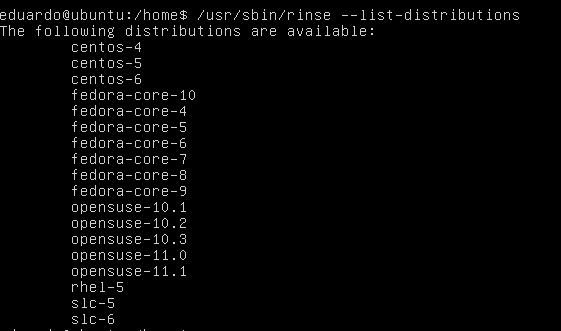 eduardo@ubuntu:/home$ /usr/sbin/rinse --list-distributions
The following distributions are available:
centos-4
centos-5
centos-6
fedora-core-10
fedora-core-4
fedora-core-5
fedora-core-6
fedora-core-7
fedora-core-8
fedora-core-9
opensuse-10.1
opensuse-10.2
opensuse-10.3
opensuse-11.0
opensuse-11.1
rhel-5
slc-5
slc-6